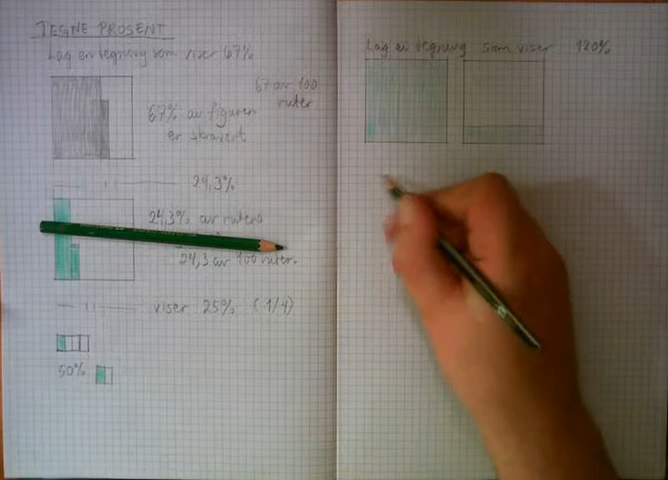 TEGNE PROSENT
Lag en tegning som viser 67%
67 av 100
ruter
67% av figuren
er skravert
24,3%
24,3% av rutene
24,3 av 100 ruter.
viser 25% (1/4)
50%
Lag en tegning som viser 120%